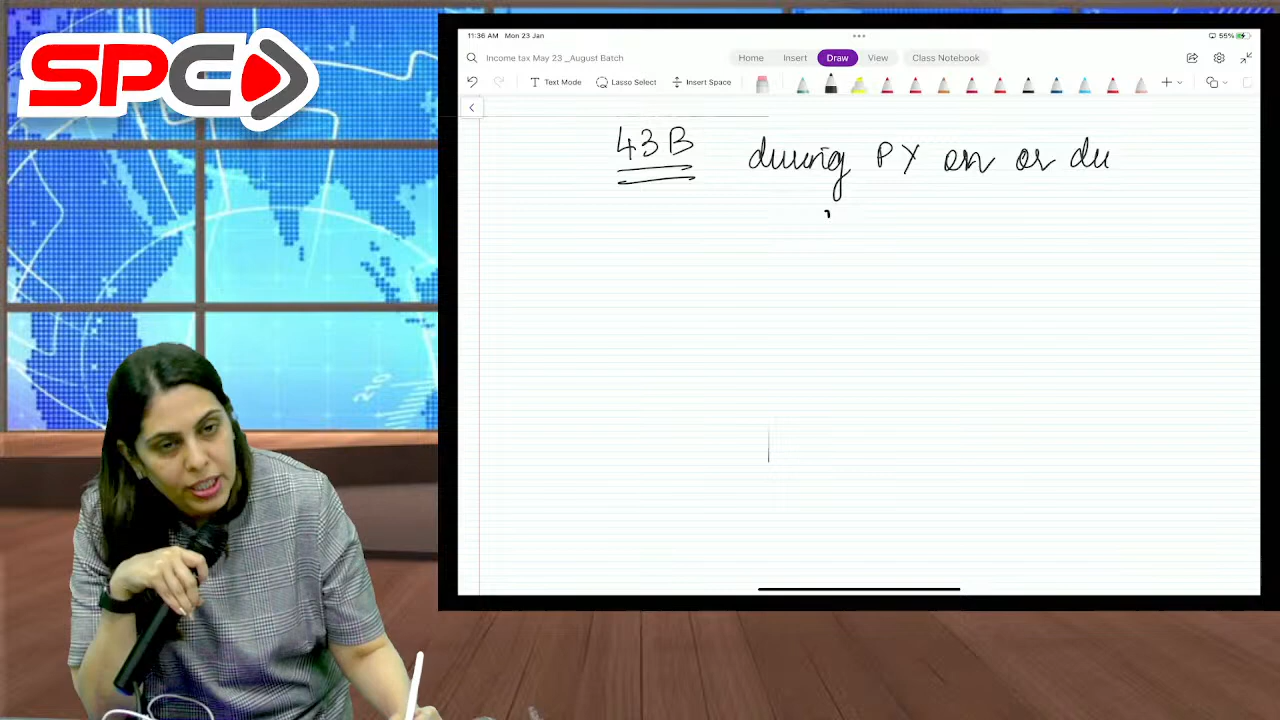 SPC
11:36 AM Mon 23 Jan
55%
Income tax May 23 _August Batch
Home Insert Draw View Class Notebook
Text Mode Lasso Select Insert Space
43B during PY on or du